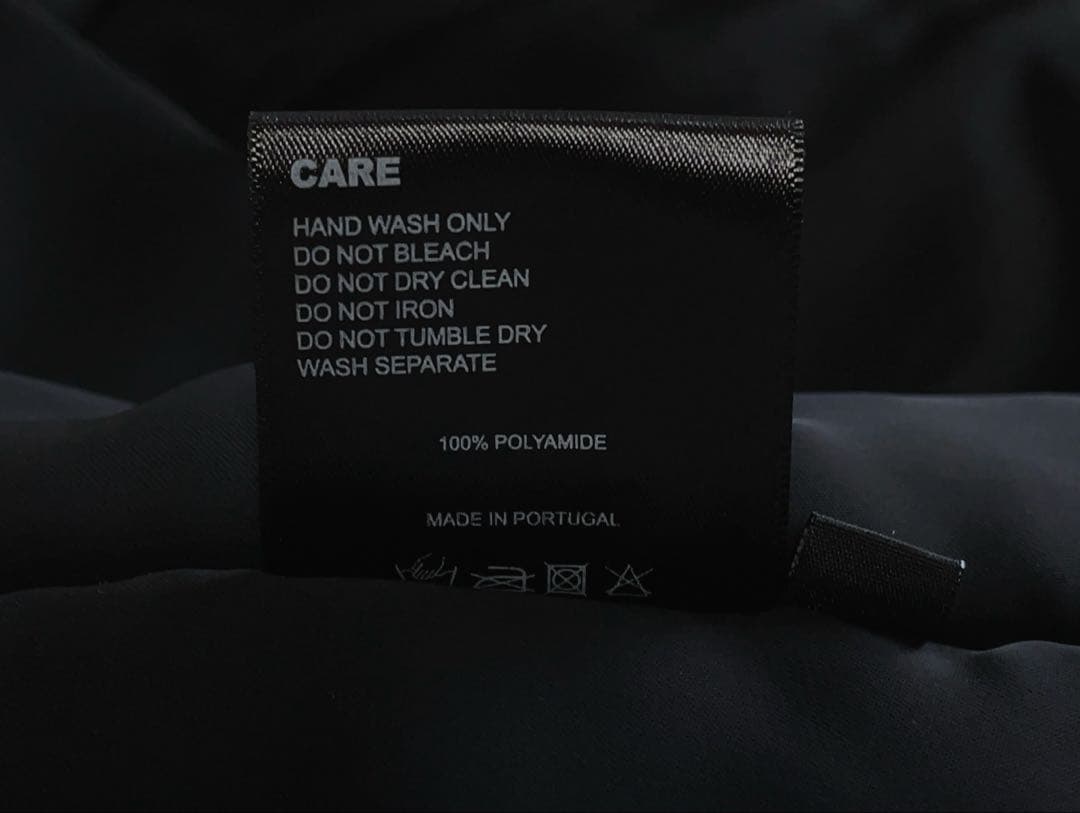 CARE
HAND WASH ONLY
DO NOT BLEACH
DO NOT DRY CLEAN
DO NOT IRON
DO NOT TUMBLE DRY
WASH SEPARATE
100% POLYAMIDE
MADE IN PORTUGAL